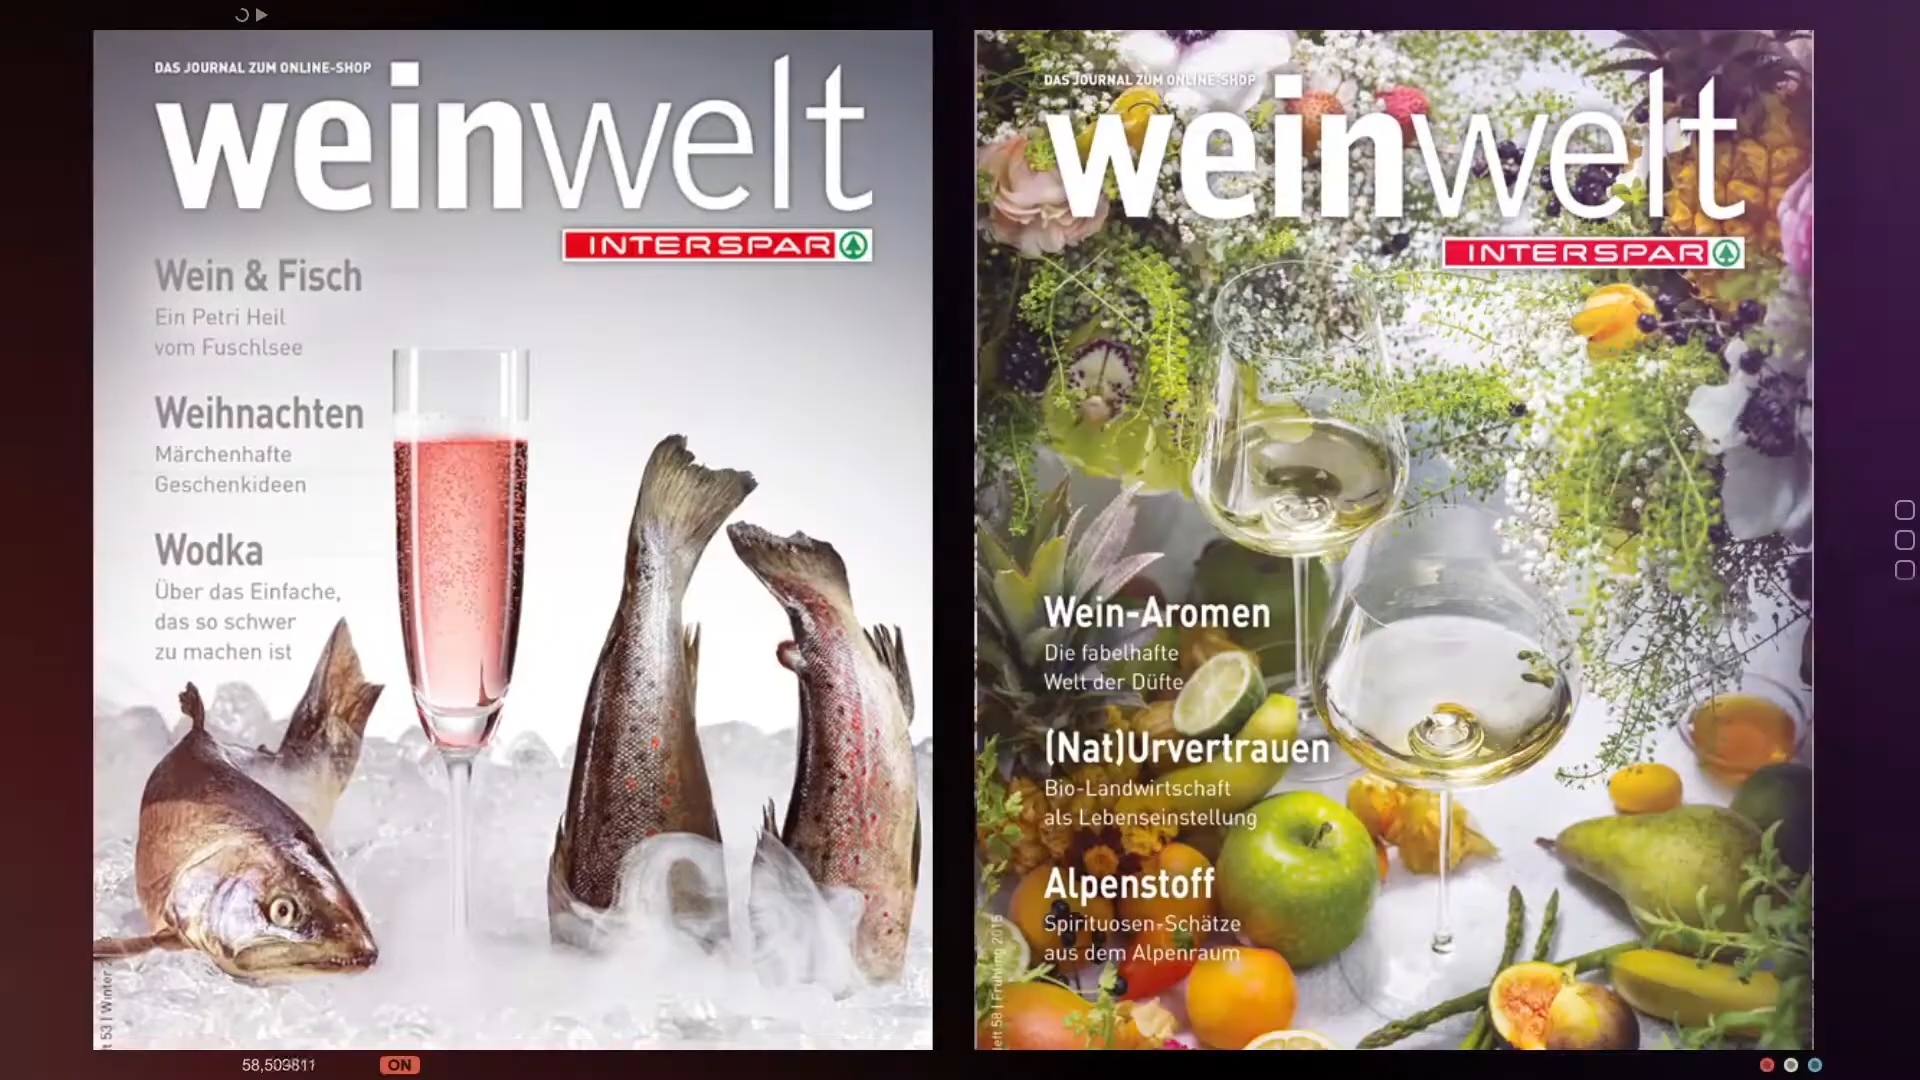 DAS JOURNAL ZUM ONLINE-SHOP
weinwelt
INTERSPAR
Wein & Fisch
Ein Petri Heil
vom Fuschlsee
Weihnachten
Märchenhafte
Geschenkideen
Wodka
Über das Einfache,
das so schwer
zu machen ist
53 | Winter
DAS JOURNAL ZUM ONLINE-SHOP
weinwelt
INTERSPAR
Wein-Aromen
Die fabelhafte
Welt der Düfte
(Nat)Urvertrauen
Bio-Landwirtschaft
als Lebenseinstellung
Alpenstoff
Spirituosen-Schätze
aus dem Alpenraum
58 | Frühling 2015
ON